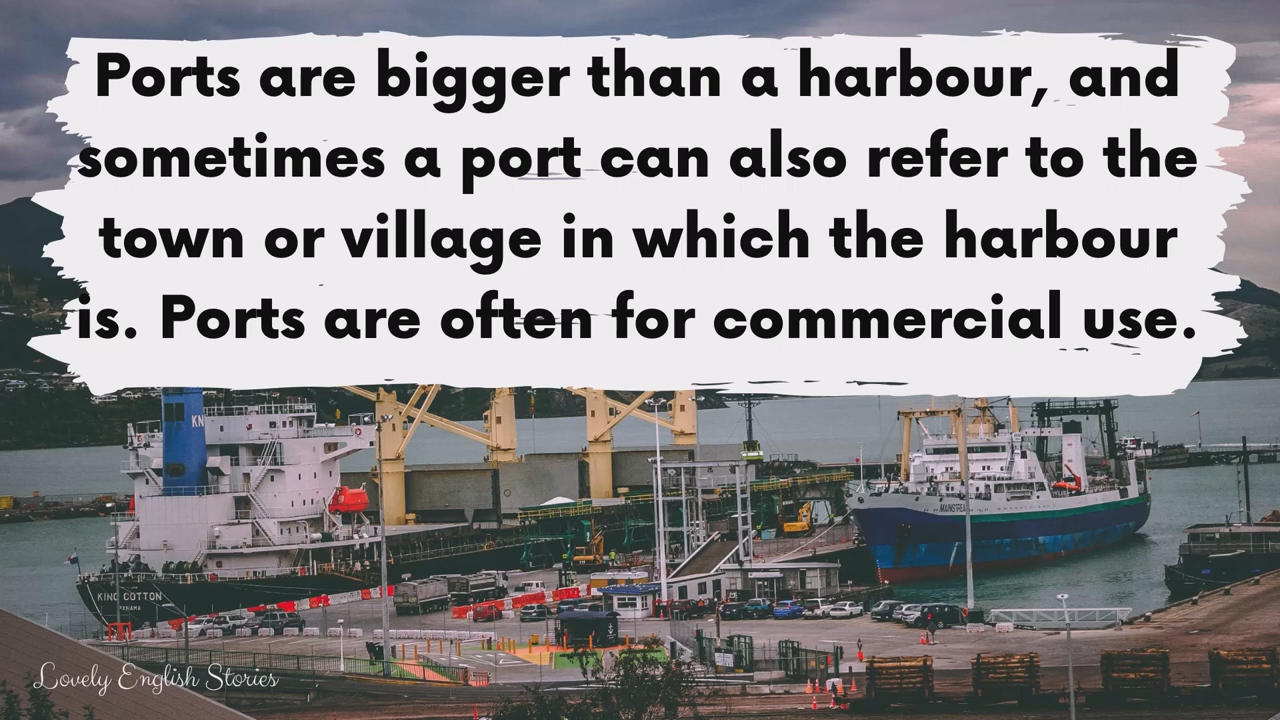 Ports are bigger than a harbour, and
sometimes a port can also refer to the
town or village in which the harbour
is. Ports are often for commercial use.
KN
MAINSTREA
KING COTTON
PANAMA
Lovely English Stories